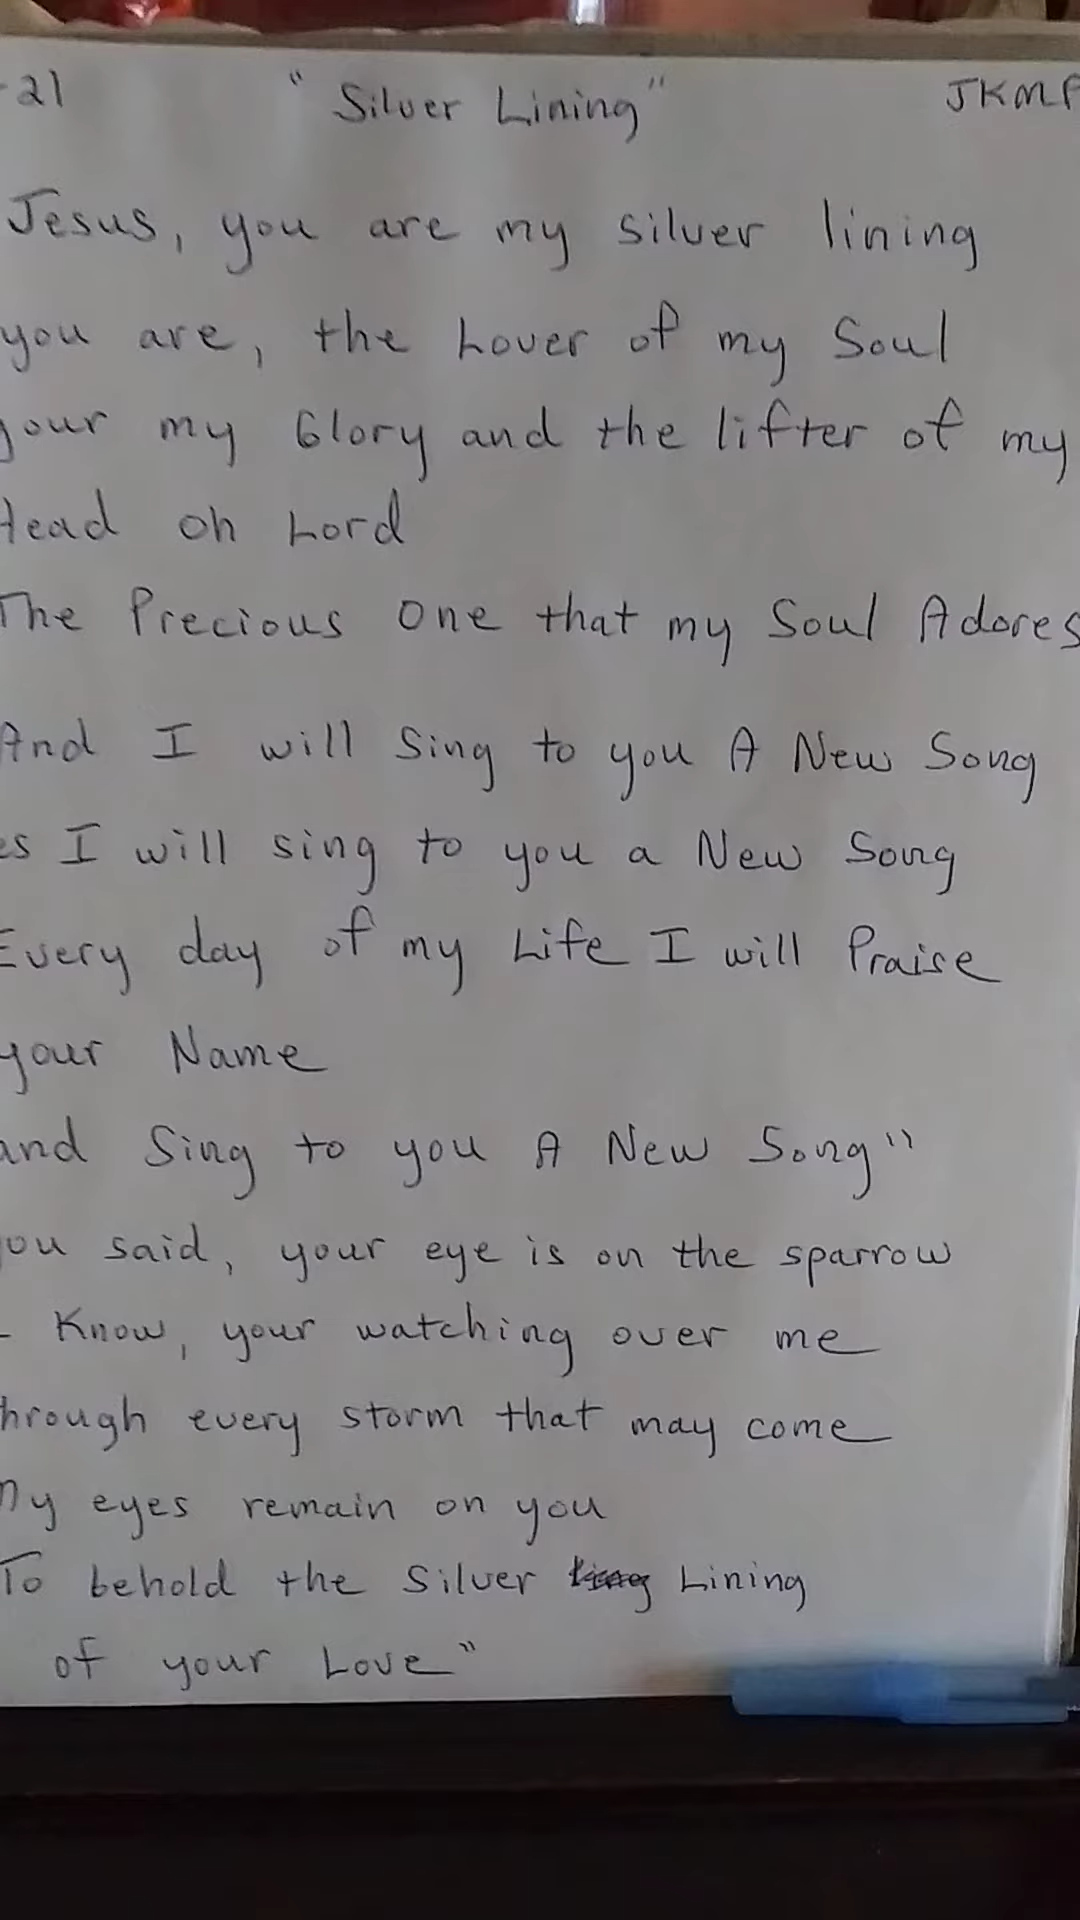 -21 "Silver Lining" JKMP
Jesus, you are my silver lining
you are, the Lover of my Soul
your my Glory and the lifter of my
Head oh Lord
The Precious One that my Soul Adores
And I will Sing to you A New Song
es I will sing to you a New Song
Every day of my Life I will Praise
your Name
and Sing to you A New Song"
ou said, your eye is on the sparrow
I Know, your watching over me
hrough every storm that may come
My eyes remain on you
To behold the Silver Lining
of your Love"